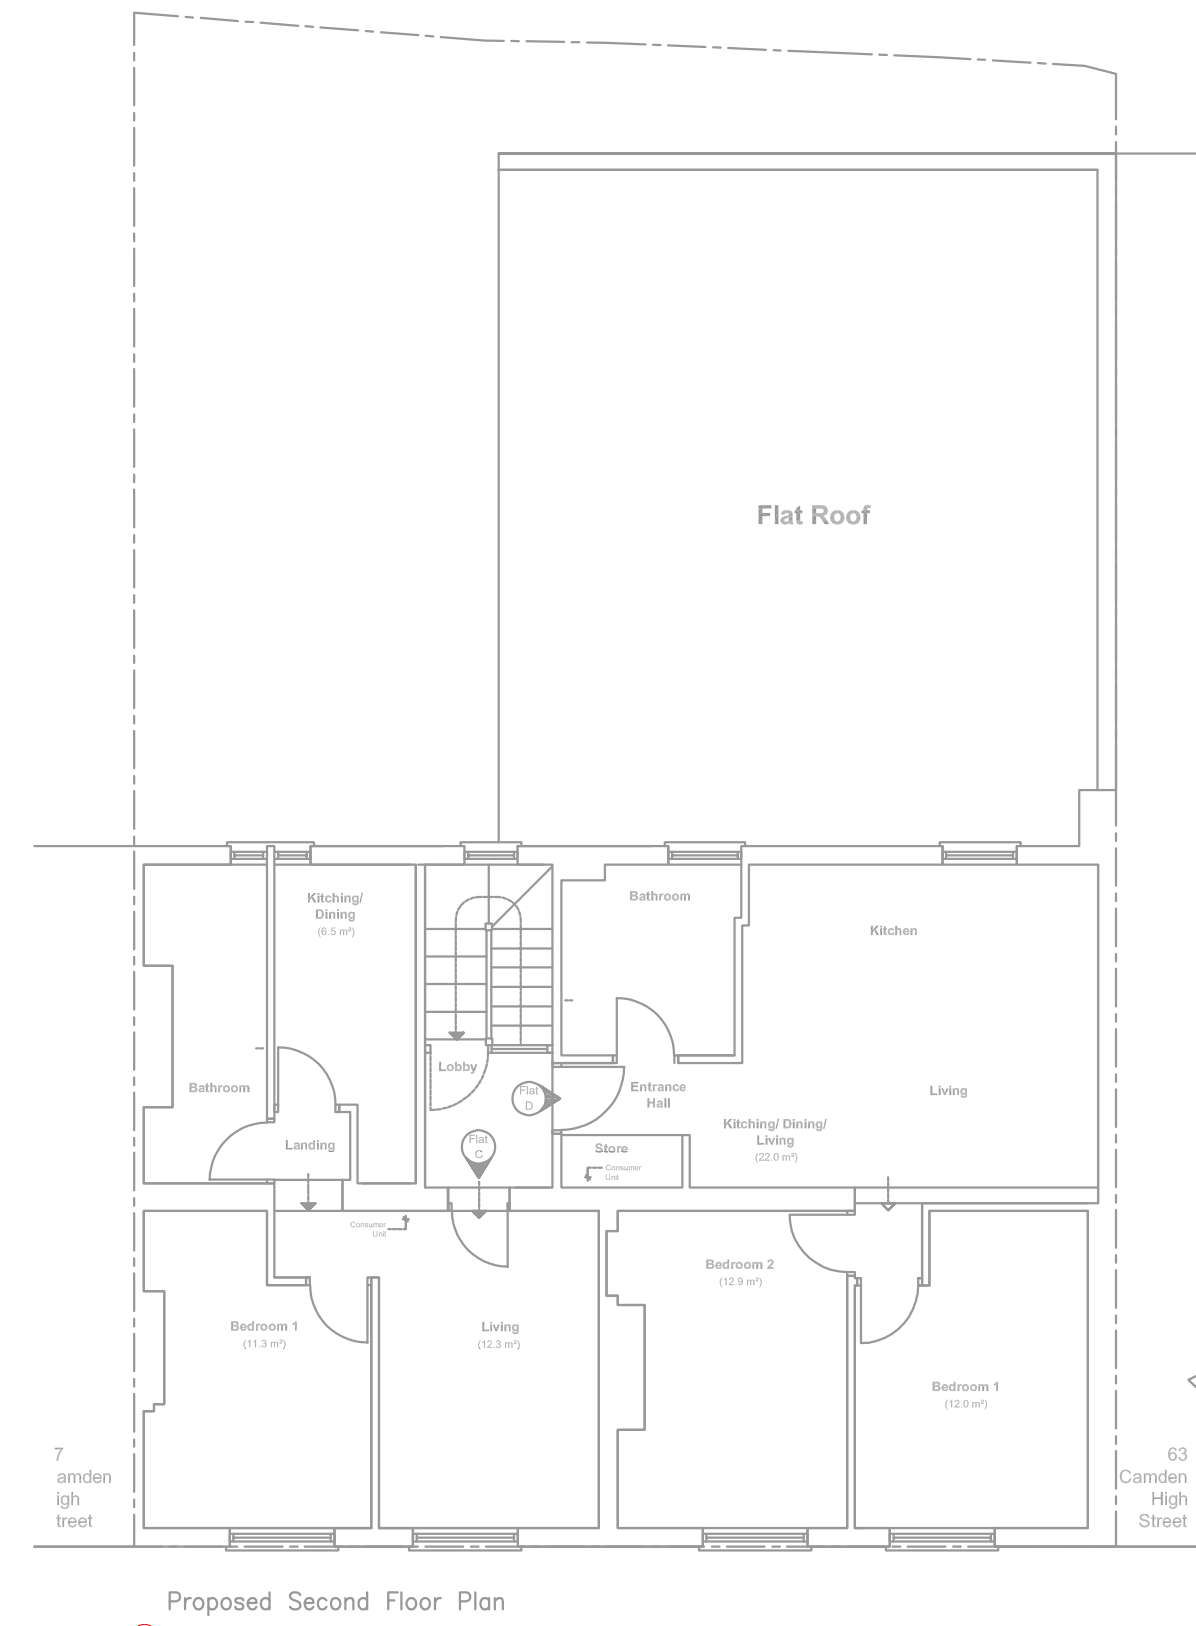 Flat Roof
Kitching/
Dining
(6.5 m²)
Bathroom
Kitchen
Lobby
Bathroom
Flat
D
Entrance
Hall
Living
Kitching/ Dining/
Living
(22.0 m²)
Landing
Flat
C
Store
Consumer
Unit
Consumer
Unit
Bedroom 1
(11.3 m²)
Living
(12.3 m²)
Bedroom 2
(12.9 m²)
Bedroom 1
(12.0 m²)
7
amden
igh
treet
63
Camden
High
Street
Proposed Second Floor Plan